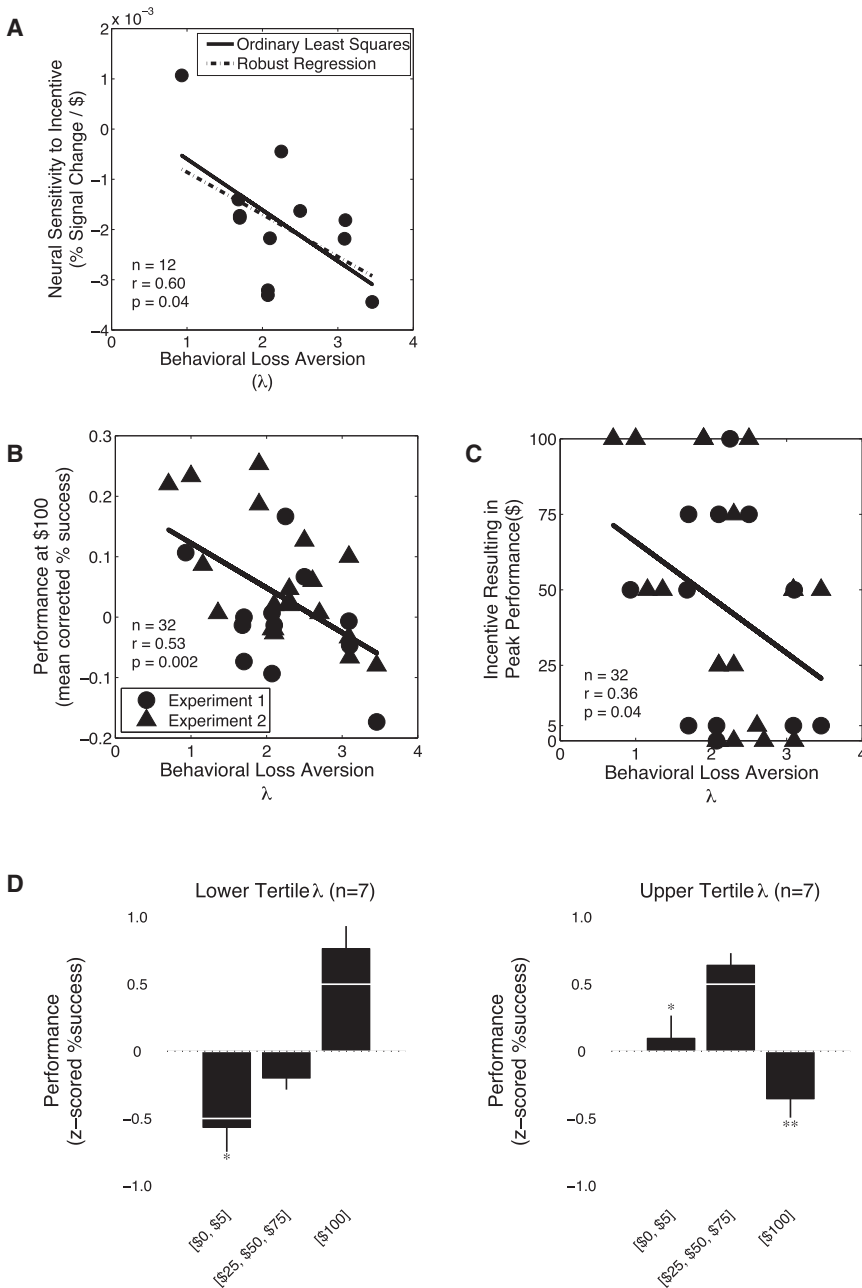 A
x 10⁻³
2
1
0
−1
−2
−3
−4
Neural Sensitivity to Incentive
(% Signal Change / $)
Ordinary Least Squares
Robust Regression
n = 12
r = 0.60
p = 0.04
0 1 2 3 4
Behavioral Loss Aversion
(λ)
B
0.3
0.2
0.1
0
−0.1
−0.2
Performance at $100
(mean corrected % success)
n = 32
r = 0.53
p = 0.002
Experiment 1
Experiment 2
0 1 2 3 4
Behavioral Loss Aversion
λ
C
100
75
50
25
5
0
Incentive Resulting in
Peak Performance($)
n = 32
r = 0.36
p = 0.04
0 1 2 3 4
Behavioral Loss Aversion
λ
D
Lower Tertile λ (n=7)
1.0
0.5
0
−0.5
−1.0
Performance
(z−scored %success)
*
[$0, $5]
[$25, $50, $75]
[$100]
Upper Tertile λ (n=7)
1.0
0.5
0
−0.5
−1.0
Performance
(z−scored %success)
*
**
[$0, $5]
[$25, $50, $75]
[$100]